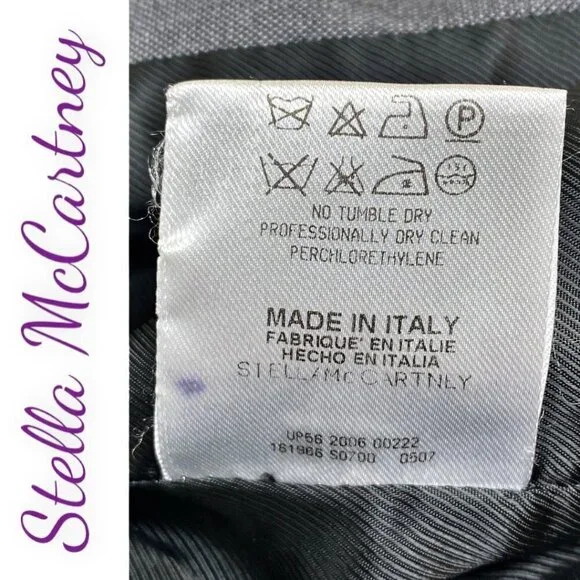 Stella McCartney
P
NO TUMBLE DRY
PROFESSIONALLY DRY CLEAN
PERCHLORETHYLENE
MADE IN ITALY
FABRIQUE' EN ITALIE
HECHO EN ITALIA
STELLA McCARTNEY
UP56 2006 00222
161966 S0700 0507